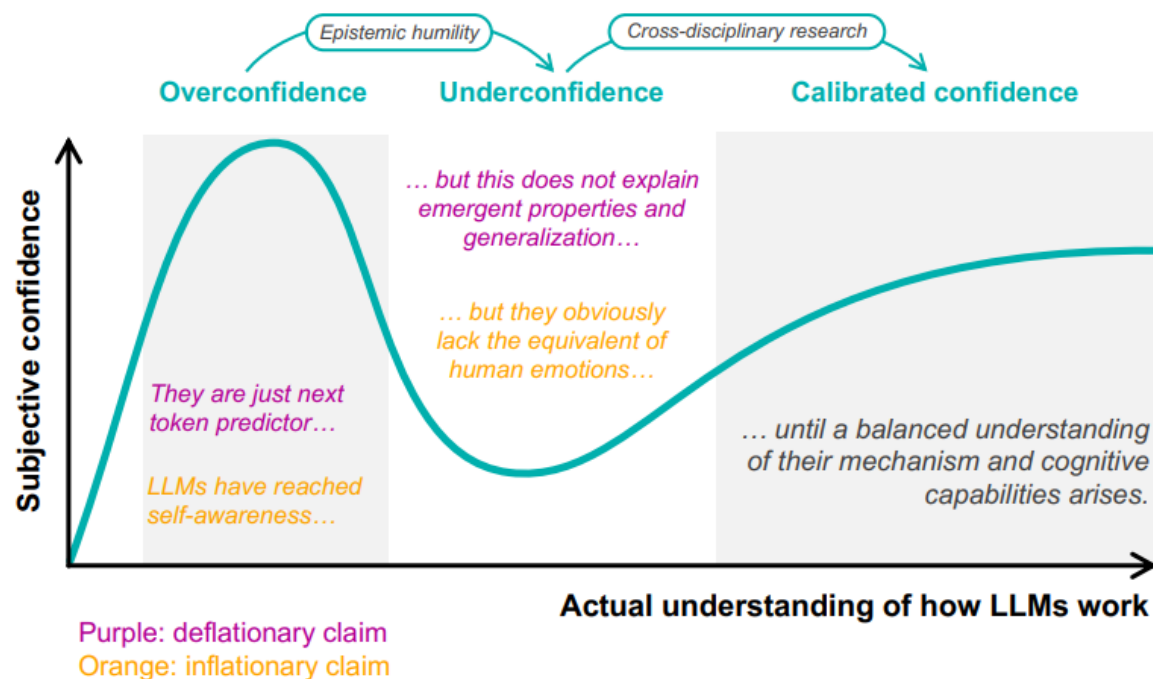 Epistemic humility
Cross-disciplinary research
Overconfidence
Underconfidence
Calibrated confidence
Subjective confidence
They are just next
token predictor…
LLMs have reached
self-awareness…
… but this does not explain
emergent properties and
generalization…
… but they obviously
lack the equivalent of
human emotions…
… until a balanced understanding
of their mechanism and cognitive
capabilities arises.
Actual understanding of how LLMs work
Purple: deflationary claim
Orange: inflationary claim